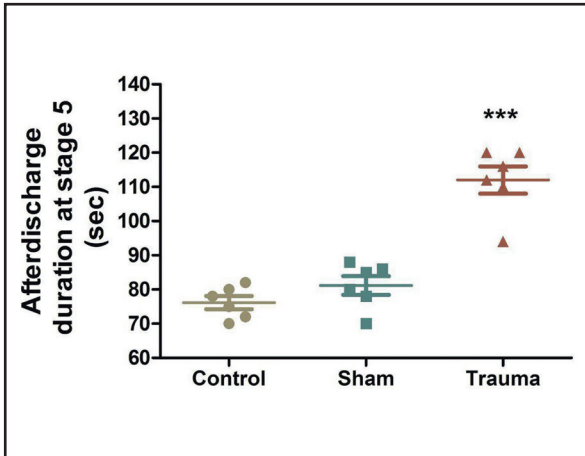 Afterdischarge
duration at stage 5
(sec)
140
130
120
110
100
90
80
70
60
***
Control Sham Trauma